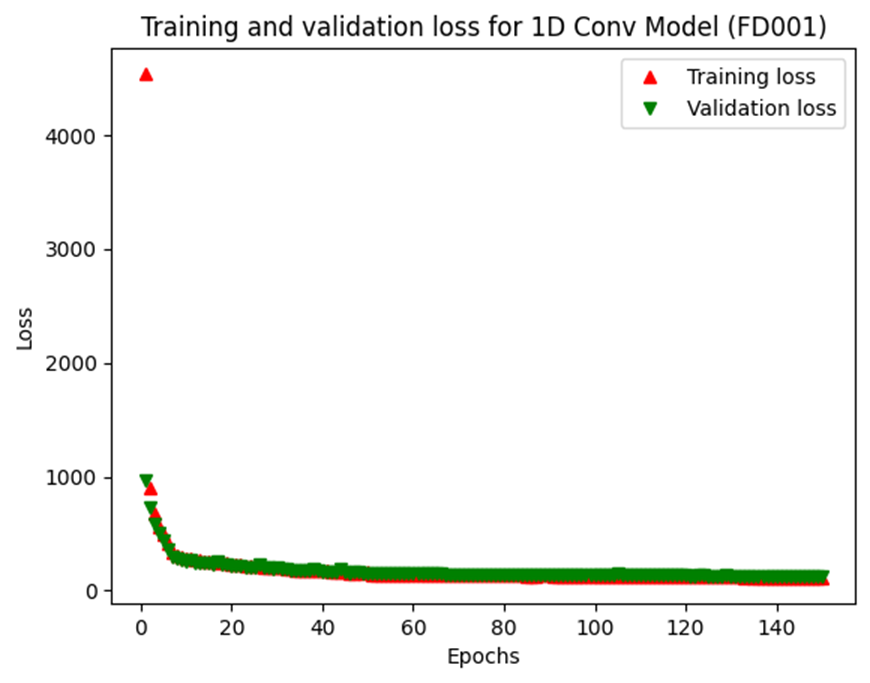 Training and validation loss for 1D Conv Model (FD001)
Training loss
Validation loss
4000
3000
2000
1000
0
Loss
0 20 40 60 80 100 120 140
Epochs